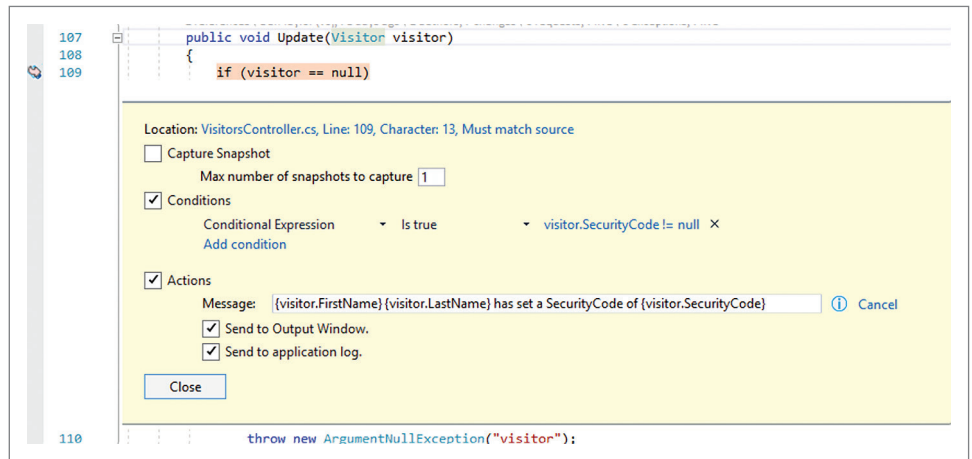 107 public void Update(Visitor visitor)
108 {
109 if (visitor == null)
Location: VisitorsController.cs, Line: 109, Character: 13, Must match source
Capture Snapshot
Max number of snapshots to capture 1
Conditions
Conditional Expression Is true visitor.SecurityCode != null ×
Add condition
Actions
Message: {visitor.FirstName} {visitor.LastName} has set a SecurityCode of {visitor.SecurityCode} Cancel
Send to Output Window.
Send to application log.
Close
110 throw new ArgumentNullException("visitor");